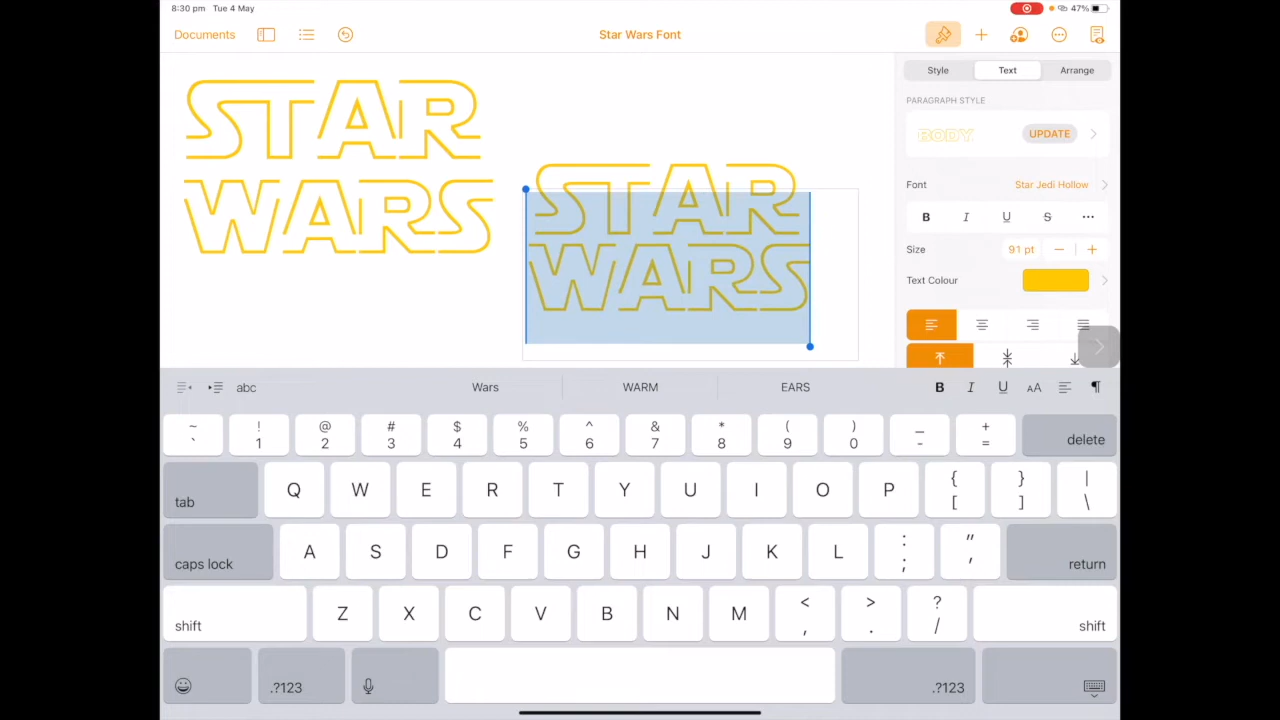 8:30 pm Tue 4 May
47%
Documents
Star Wars Font
STAR
WARS
STAR
WARS
Style Text Arrange
PARAGRAPH STYLE
BODY UPDATE
Font Star Jedi Hollow
B I U S ...
Size 91 pt − +
Text Colour
abc Wars WARM EARS B I U AA ¶
~ ! @ # $ % ^ & * ( ) _ +
` 1 2 3 4 5 6 7 8 9 0 - = delete
tab Q W E R T Y U I O P { [ } ] | \
caps lock A S D F G H J K L : ; " ' return
shift Z X C V B N M < , > . ? / shift
.?123 .?123